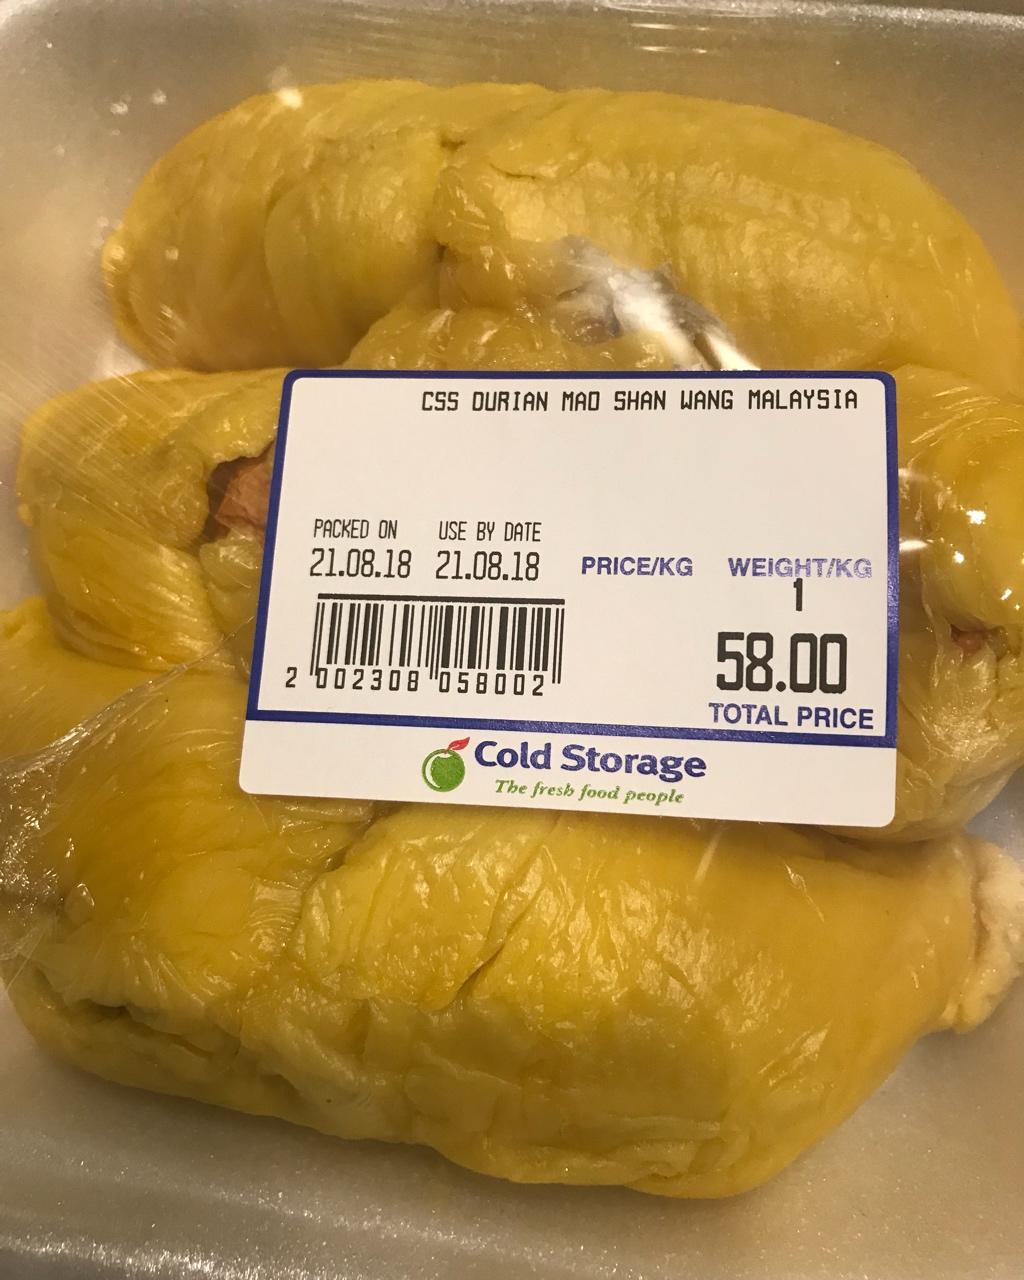 CSS DURIAN MAO SHAN WANG MALAYSIA
PACKED ON USE BY DATE
21.08.18 21.08.18 PRICE/KG WEIGHT/KG
1
58.00
2 002308 058002
TOTAL PRICE
Cold Storage
The fresh food people